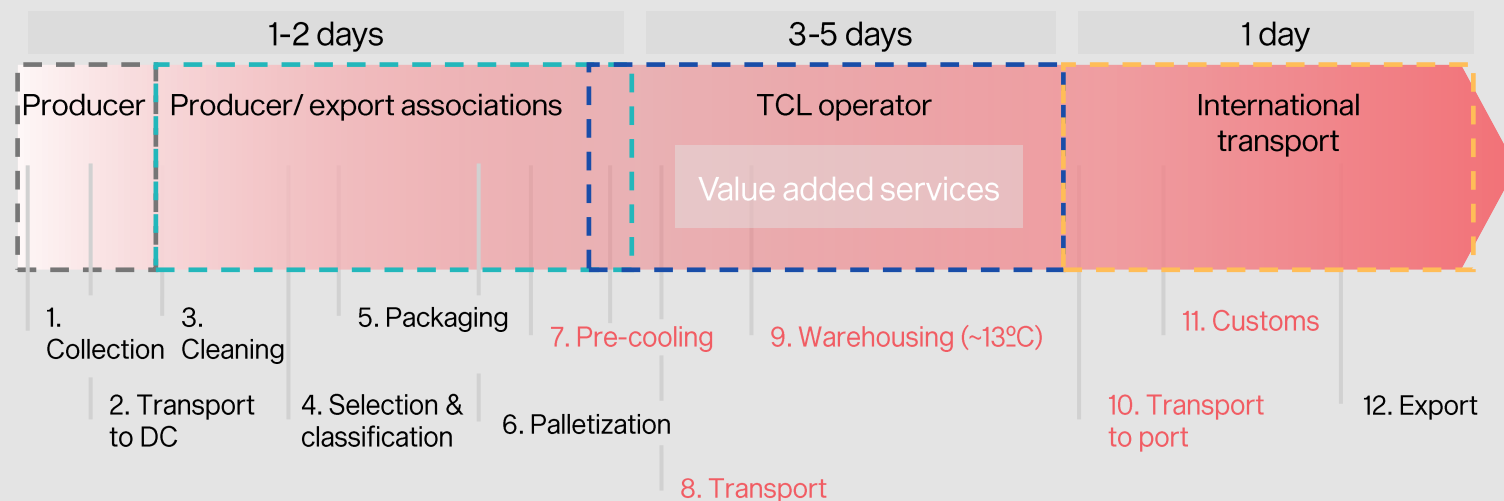 1-2 days
3-5 days
1 day
Producer
Producer/ export associations
TCL operator
International
transport
Value added services
1.
Collection
2. Transport
to DC
3.
Cleaning
4. Selection &
classification
5. Packaging
6. Palletization
7. Pre-cooling
8. Transport
9. Warehousing (~13ºC)
10. Transport
to port
11. Customs
12. Export